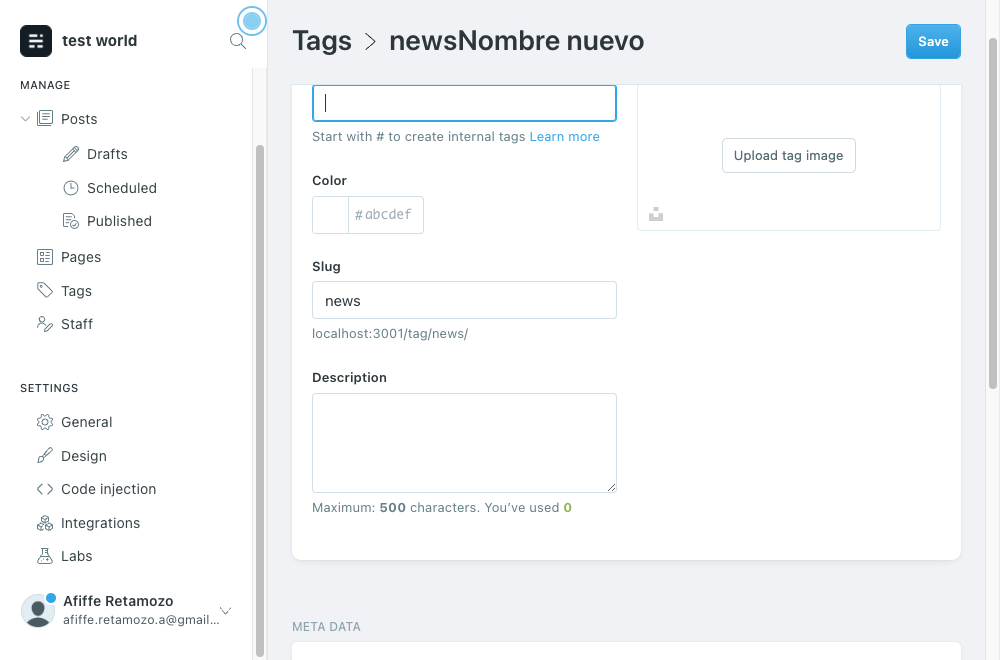 test world
MANAGE
Posts
Drafts
Scheduled
Published
Pages
Tags
Staff
SETTINGS
General
Design
Code injection
Integrations
Labs
Afiffe Retamozo
afiffe.retamozo.a@gmail...
Tags > newsNombre nuevo
Save
Start with # to create internal tags Learn more
Upload tag image
Color
#abcdef
Slug
news
localhost:3001/tag/news/
Description
Maximum: 500 characters. You’ve used 0
META DATA